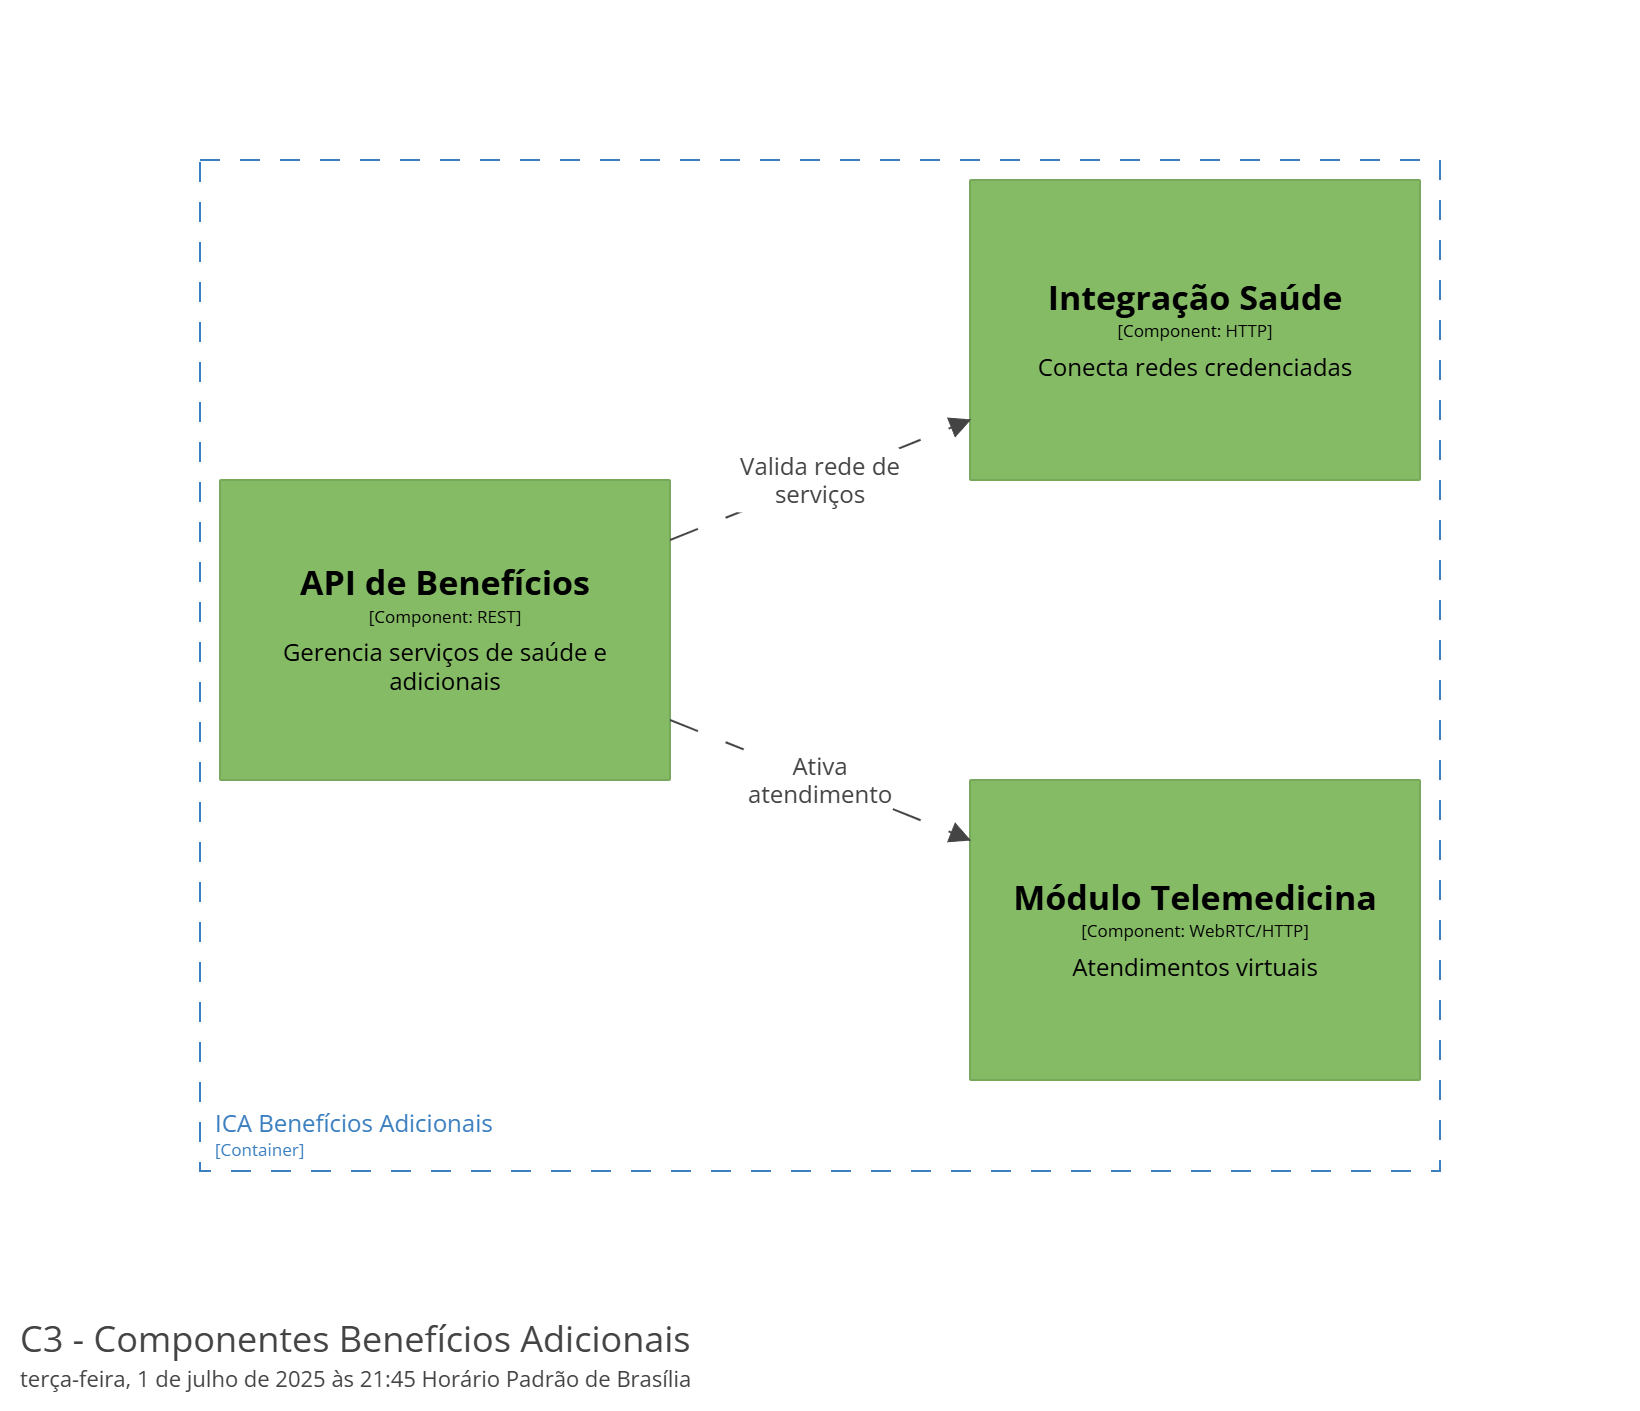 Integração Saúde
[Component: HTTP]
Conecta redes credenciadas
Valida rede de
serviços
API de Benefícios
[Component: REST]
Gerencia serviços de saúde e
adicionais
Ativa
atendimento
Módulo Telemedicina
[Component: WebRTC/HTTP]
Atendimentos virtuais
ICA Benefícios Adicionais
[Container]
C3 - Componentes Benefícios Adicionais
terça-feira, 1 de julho de 2025 às 21:45 Horário Padrão de Brasília